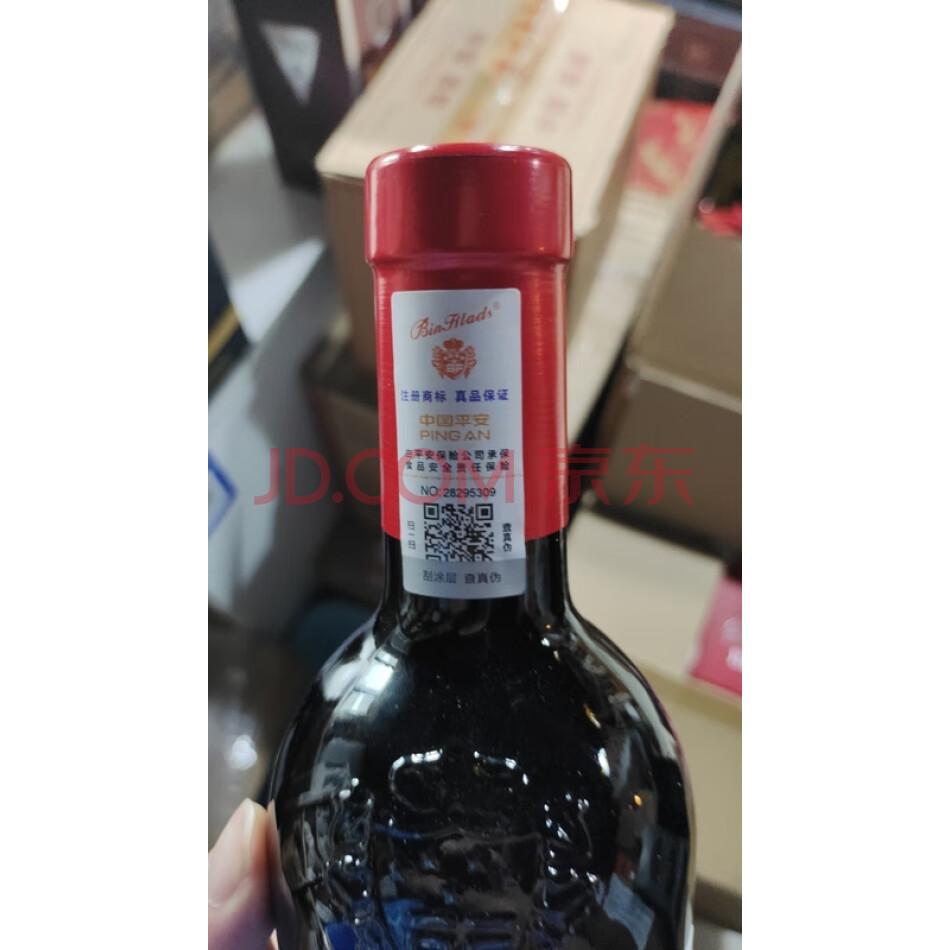 BinFilads®
注册商标 真品保证
中国平安
PING AN
由平安保险公司承保
食品安全责任保险
JD.COM 京东
NO: 28295309
扫一扫
查真伪
刮涂层 查真伪